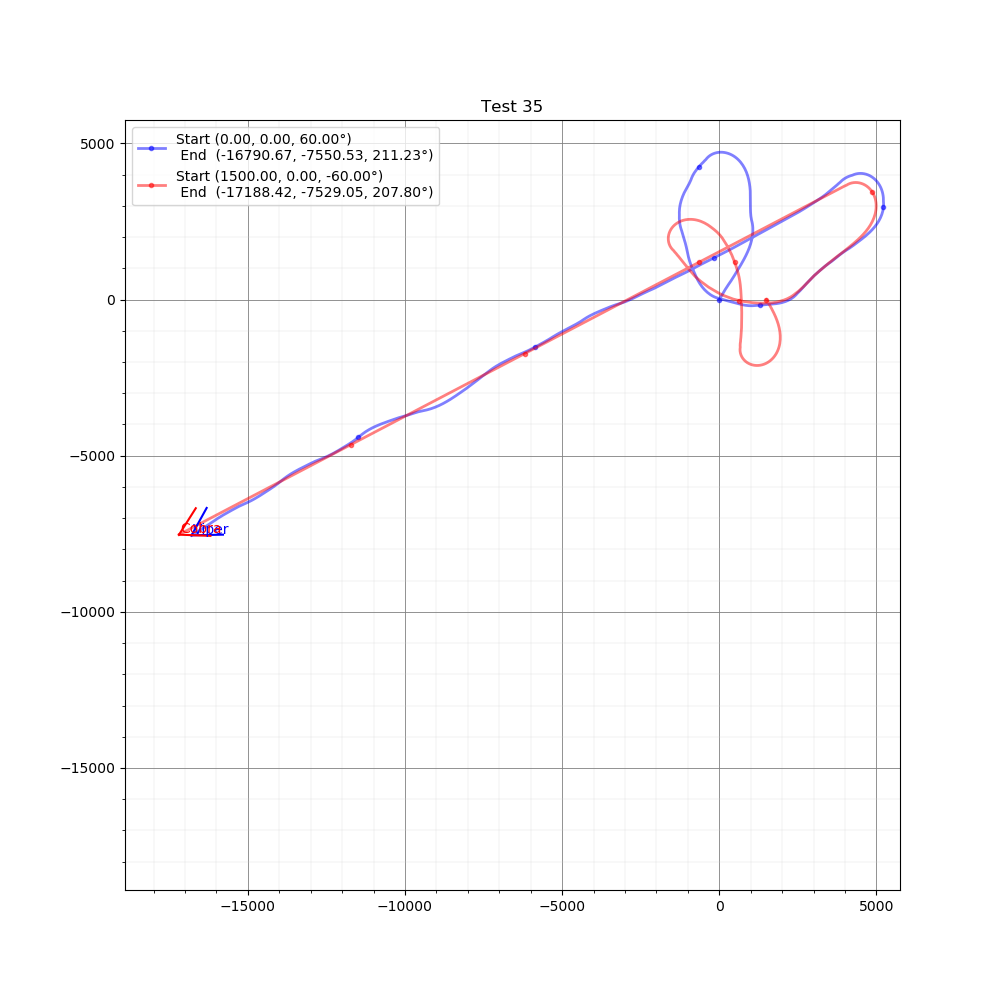 Test 35
Start (0.00, 0.00, 60.00°)
End (-16790.67, -7550.53, 211.23°)
Start (1500.00, 0.00, -60.00°)
End (-17188.42, -7529.05, 207.80°)
5000
0
−5000
−10000
−15000
−15000 −10000 −5000 0 5000